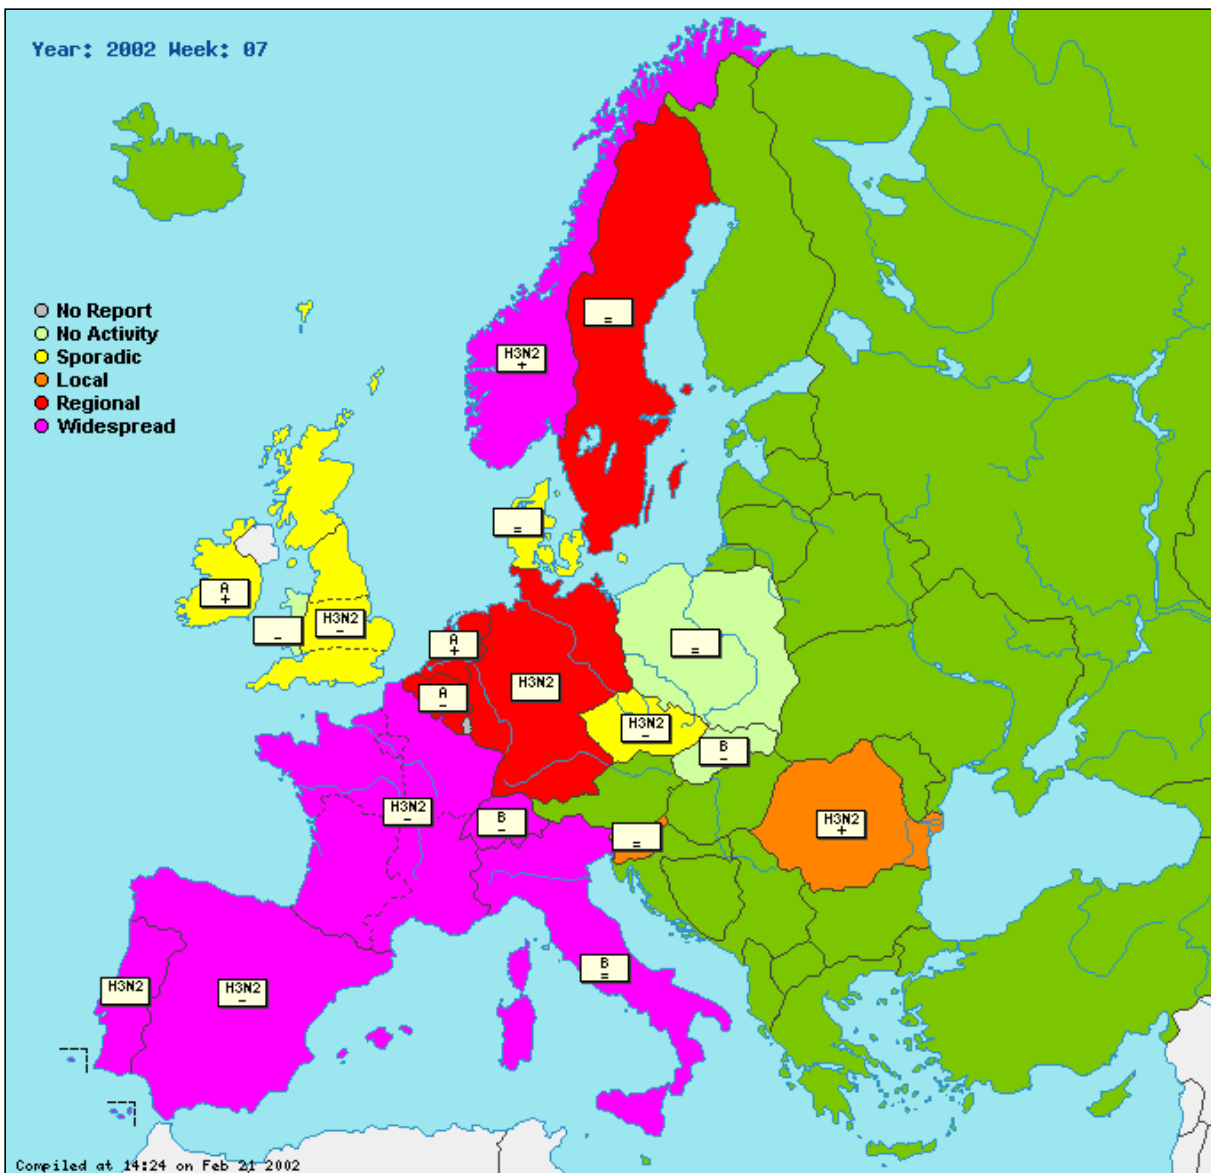 Year: 2002 Week: 07
No Report
No Activity
Sporadic
Local
Regional
Widespread
=
H3N2
+
=
A
+
-
H3N2
-
A
+
=
A
-
H3N2
H3N2
-
B
-
H3N2
-
B
-
=
H3N2
+
B
=
H3N2
H3N2
-
Compiled at 14:24 on Feb 21 2002